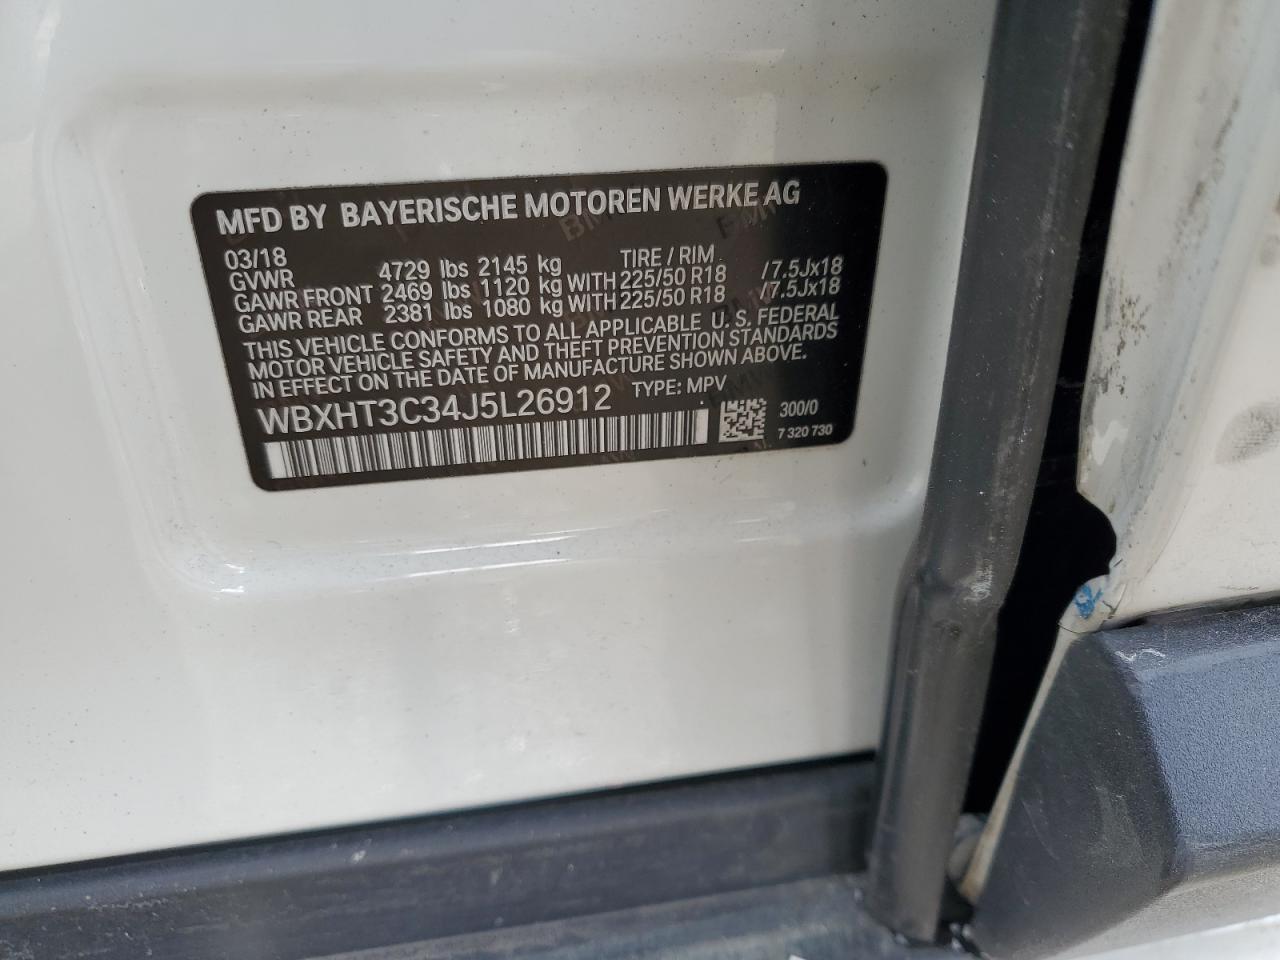 MFD BY BAYERISCHE MOTOREN WERKE AG
03/18 TIRE / RIM
GVWR 4729 lbs 2145 kg
GAWR FRONT 2469 lbs 1120 kg WITH 225/50 R18 /7.5Jx18
GAWR REAR 2381 lbs 1080 kg WITH 225/50 R18 /7.5Jx18
THIS VEHICLE CONFORMS TO ALL APPLICABLE U. S. FEDERAL
MOTOR VEHICLE SAFETY AND THEFT PREVENTION STANDARDS
IN EFFECT ON THE DATE OF MANUFACTURE SHOWN ABOVE.
WBXHT3C34J5L26912 TYPE: MPV
300/0
7 320 730